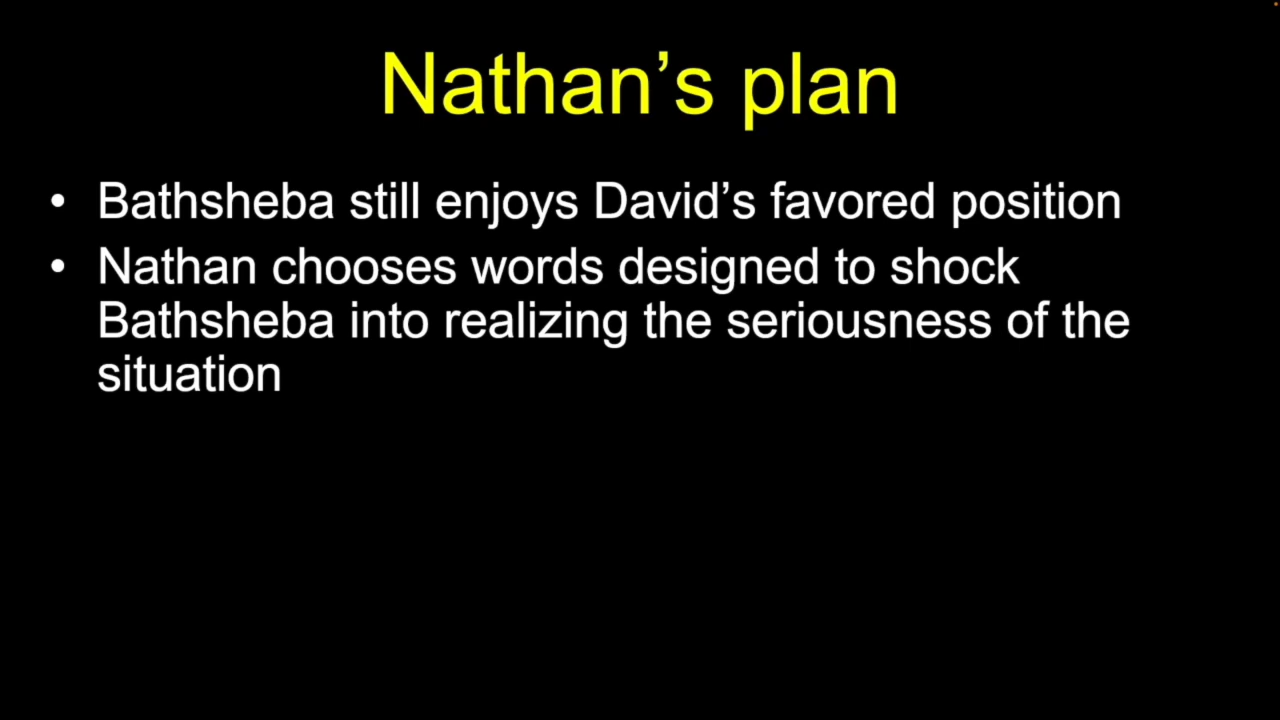 Nathan’s plan
• Bathsheba still enjoys David’s favored position
• Nathan chooses words designed to shock
Bathsheba into realizing the seriousness of the
situation